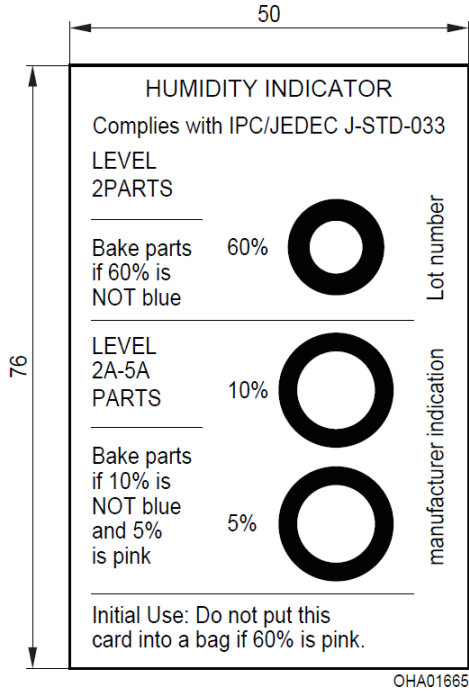 50
76
HUMIDITY INDICATOR
Complies with IPC/JEDEC J-STD-033
LEVEL
2PARTS
Bake parts
if 60% is
NOT blue
60%
Lot number
LEVEL
2A-5A
PARTS
10%
Bake parts
if 10% is
NOT blue
and 5%
is pink
5%
manufacturer indication
Initial Use: Do not put this
card into a bag if 60% is pink.
OHA01665